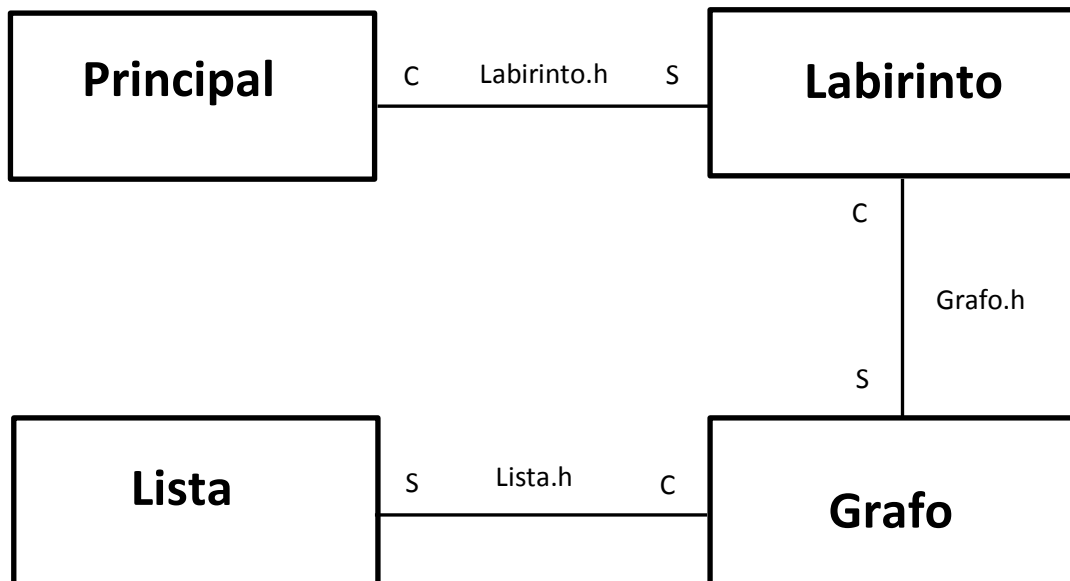 Principal
C Labirinto.h S
Labirinto
C
Grafo.h
S
Lista
S Lista.h C
Grafo